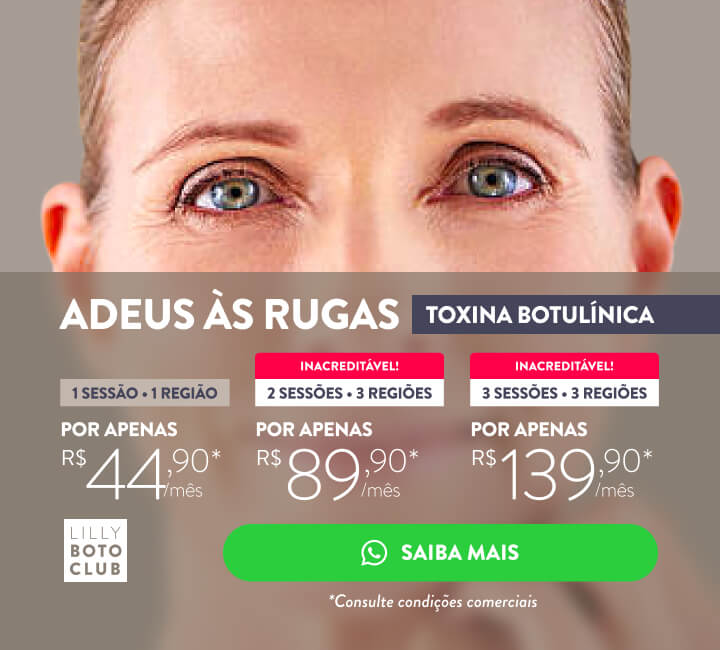 ADEUS ÀS RUGAS
TOXINA BOTULÍNICA
1 SESSÃO • 1 REGIÃO
POR APENAS
R$ 44,90*
/mês
INACREDITÁVEL!
2 SESSÕES • 3 REGIÕES
POR APENAS
R$ 89,90*
/mês
INACREDITÁVEL!
3 SESSÕES • 3 REGIÕES
POR APENAS
R$ 139,90*
/mês
LILLY
BOTO
CLUB
SAIBA MAIS
*Consulte condições comerciais